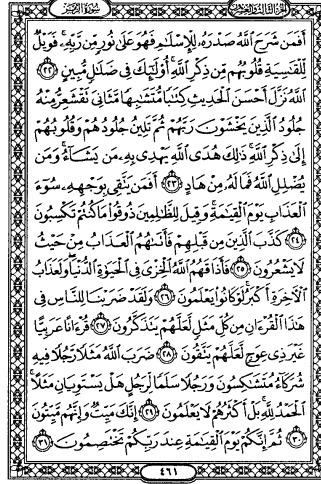 الجزء الثالث والعشرون سورة الزمر
أَفَمَن شَرَحَ ٱللَّهُ صَدْرَهُۥ لِلْإِسْلَٰمِ فَهُوَ عَلَىٰ نُورٍ مِّن رَّبِّهِۦ فَوَيْلٌ
لِّلْقَٰسِيَةِ قُلُوبُهُم مِّن ذِكْرِ ٱللَّهِ أُو۟لَٰٓئِكَ فِى ضَلَٰلٍ مُّبِينٍ ٢٢
ٱللَّهُ نَزَّلَ أَحْسَنَ ٱلْحَدِيثِ كِتَٰبًا مُّتَشَٰبِهًا مَّثَانِىَ تَقْشَعِرُّ مِنْهُ
جُلُودُ ٱلَّذِينَ يَخْشَوْنَ رَبَّهُمْ ثُمَّ تَلِينُ جُلُودُهُمْ وَقُلُوبُهُمْ
إِلَىٰ ذِكْرِ ٱللَّهِ ذَٰلِكَ هُدَى ٱللَّهِ يَهْدِى بِهِۦ مَن يَشَآءُ وَمَن
يُضْلِلِ ٱللَّهُ فَمَا لَهُۥ مِنْ هَادٍ ٢٣ أَفَمَن يَتَّقِى بِوَجْهِهِۦ سُوٓءَ
ٱلْعَذَابِ يَوْمَ ٱلْقِيَٰمَةِ وَقِيلَ لِلظَّٰلِمِينَ ذُوقُوا۟ مَا كُنتُمْ تَكْسِبُونَ
٢٤ كَذَّبَ ٱلَّذِينَ مِن قَبْلِهِمْ فَأَتَىٰهُمُ ٱلْعَذَابُ مِنْ حَيْثُ
لَا يَشْعُرُونَ ٢٥ فَأَذَاقَهُمُ ٱللَّهُ ٱلْخِزْىَ فِى ٱلْحَيَوٰةِ ٱلدُّنْيَا وَلَعَذَابُ
ٱلْءَاخِرَةِ أَكْبَرُ لَوْ كَانُوا۟ يَعْلَمُونَ ٢٦ وَلَقَدْ ضَرَبْنَا لِلنَّاسِ فِى
هَٰذَا ٱلْقُرْءَانِ مِن كُلِّ مَثَلٍ لَّعَلَّهُمْ يَتَذَكَّرُونَ ٢٧ قُرْءَانًا عَرَبِيًّا
غَيْرَ ذِى عِوَجٍ لَّعَلَّهُمْ يَتَّقُونَ ٢٨ ضَرَبَ ٱللَّهُ مَثَلًا رَّجُلًا فِيهِ
شُرَكَآءُ مُتَشَٰكِسُونَ وَرَجُلًا سَلَمًا لِّرَجُلٍ هَلْ يَسْتَوِيَانِ مَثَلًا
ٱلْحَمْدُ لِلَّهِ بَلْ أَكْثَرُهُمْ لَا يَعْلَمُونَ ٢٩ إِنَّكَ مَيِّتٌ وَإِنَّهُم مَّيِّتُونَ
٣٠ ثُمَّ إِنَّكُمْ يَوْمَ ٱلْقِيَٰمَةِ عِندَ رَبِّكُمْ تَخْتَصِمُونَ ٣١
٤٦١